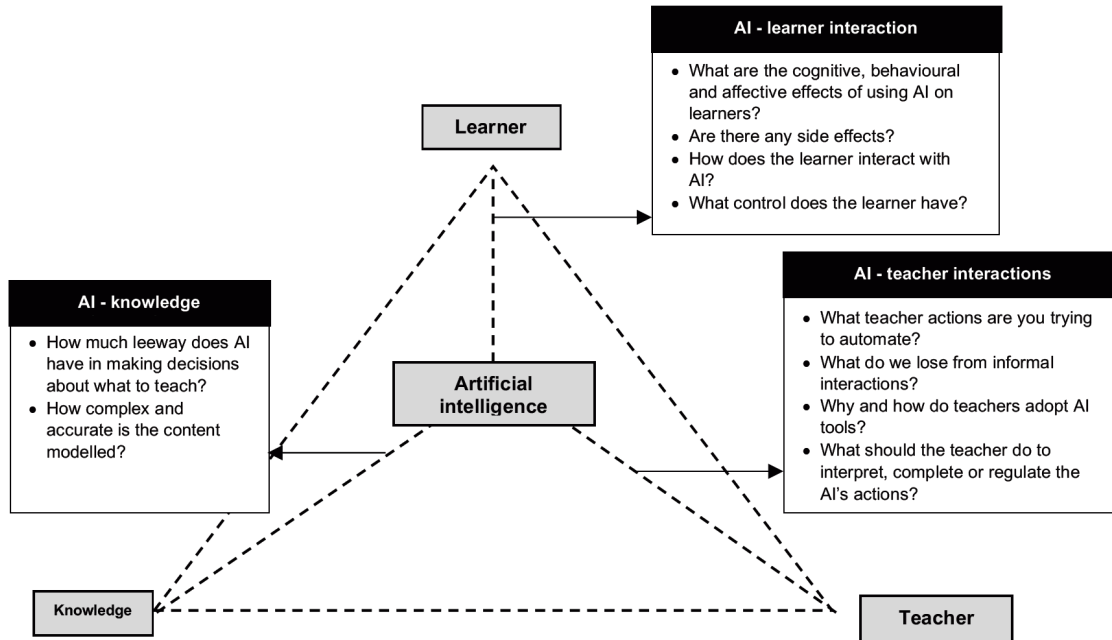 AI - learner interaction
• What are the cognitive, behavioural
and affective effects of using AI on
learners?
• Are there any side effects?
• How does the learner interact with
AI?
• What control does the learner have?
Learner
AI - teacher interactions
• What teacher actions are you trying
to automate?
• What do we lose from informal
interactions?
• Why and how do teachers adopt AI
tools?
• What should the teacher do to
interpret, complete or regulate the
AI's actions?
AI - knowledge
• How much leeway does AI
have in making decisions
about what to teach?
• How complex and
accurate is the content
modelled?
Artificial
intelligence
Knowledge
Teacher